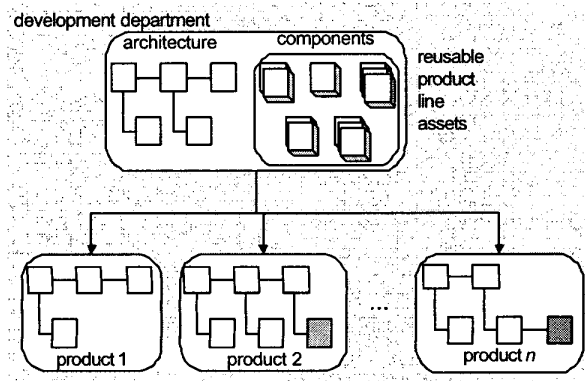 development department
architecture
components
reusable
product
line
assets
product 1
product 2
...
product n